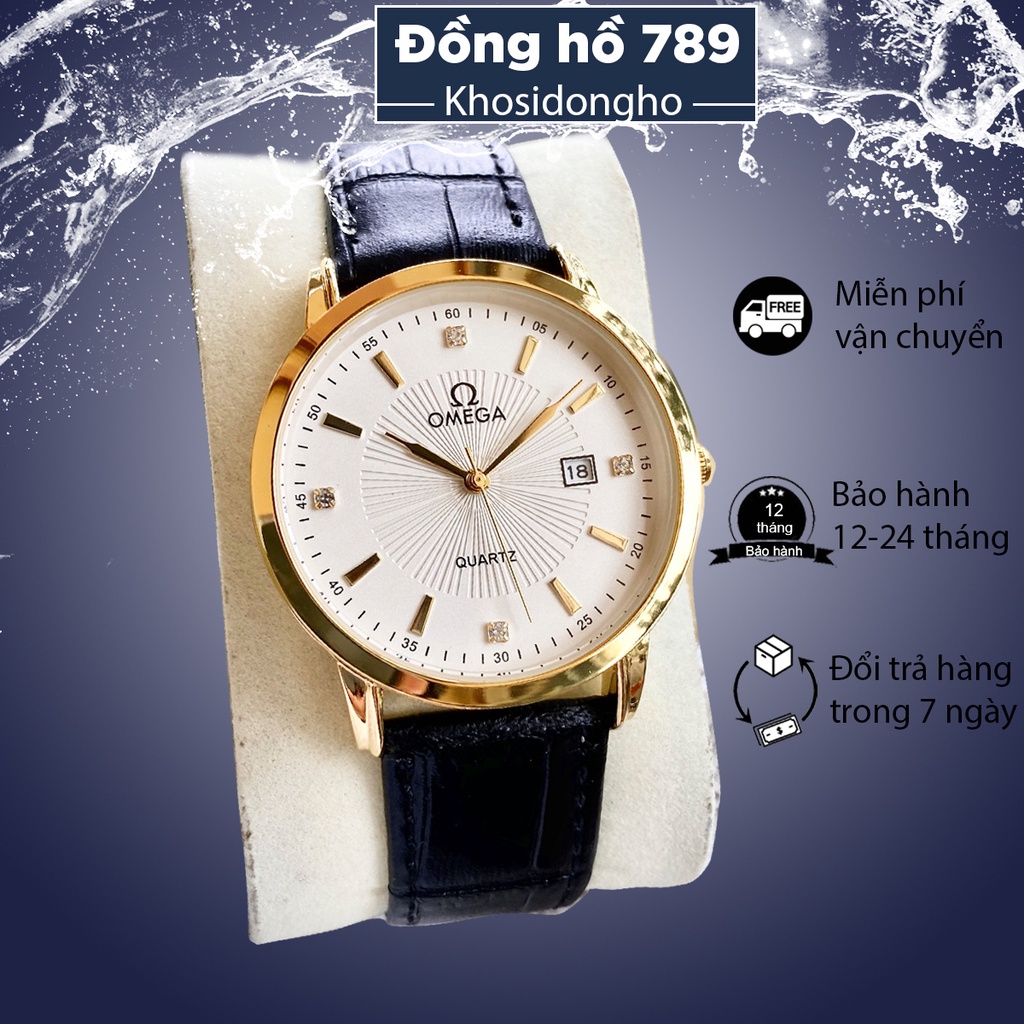 Đồng hồ 789
Khosidongho
FREE
Miễn phí
vận chuyển
60
05
10
15
20
25
30
35
40
45
50
55
Ω
OMEGA
18
QUARTZ
12
tháng
Bảo hành
Bảo hành
12-24 tháng
$
Đổi trả hàng
trong 7 ngày